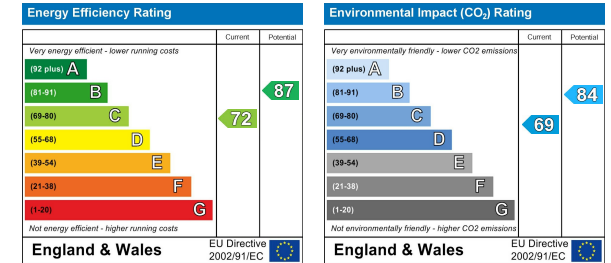 Energy Efficiency Rating
Current Potential
Very energy efficient - lower running costs
(92 plus) A
(81-91) B
87
(69-80) C
72
(55-68) D
(39-54) E
(21-38) F
(1-20) G
Not energy efficient - higher running costs
England & Wales
EU Directive
2002/91/EC
Environmental Impact (CO₂) Rating
Current Potential
Very environmentally friendly - lower CO2 emissions
(92 plus) A
(81-91) B
84
(69-80) C
69
(55-68) D
(39-54) E
(21-38) F
(1-20) G
Not environmentally friendly - higher CO2 emissions
England & Wales
EU Directive
2002/91/EC